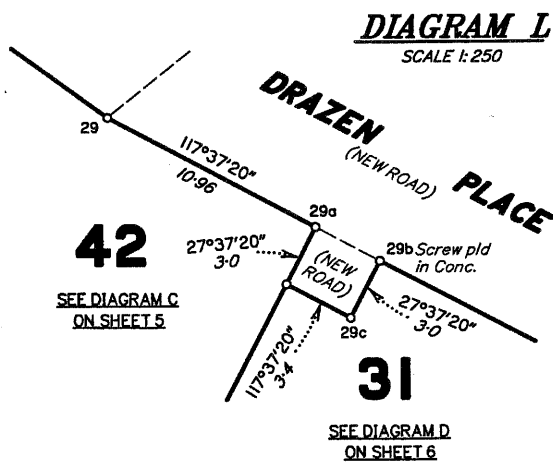 DIAGRAM L
SCALE 1:250
DRAZEN PLACE
(NEW ROAD)
29
117°37'20"
10·96
29a
29b Screw pld
in Conc.
42
27°37'20"
3·0
(NEW
ROAD)
SEE DIAGRAM C
ON SHEET 5
27°37'20"
3·0
29c
117°37'20"
3·4
31
SEE DIAGRAM D
ON SHEET 6